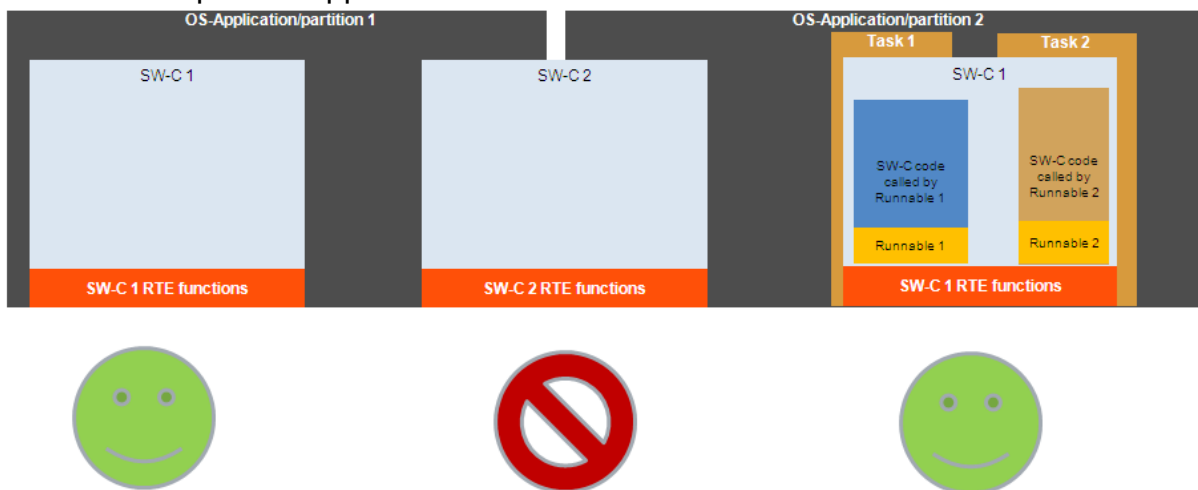 OS-Application/partition 1
OS-Application/partition 2
Task 1
Task 2
SW-C 1
SW-C 2
SW-C 1
SW-C code
called by
Runnable 1
SW-C code
called by
Runnable 2
Runnable 1
Runnable 2
SW-C 1 RTE functions
SW-C 2 RTE functions
SW-C 1 RTE functions